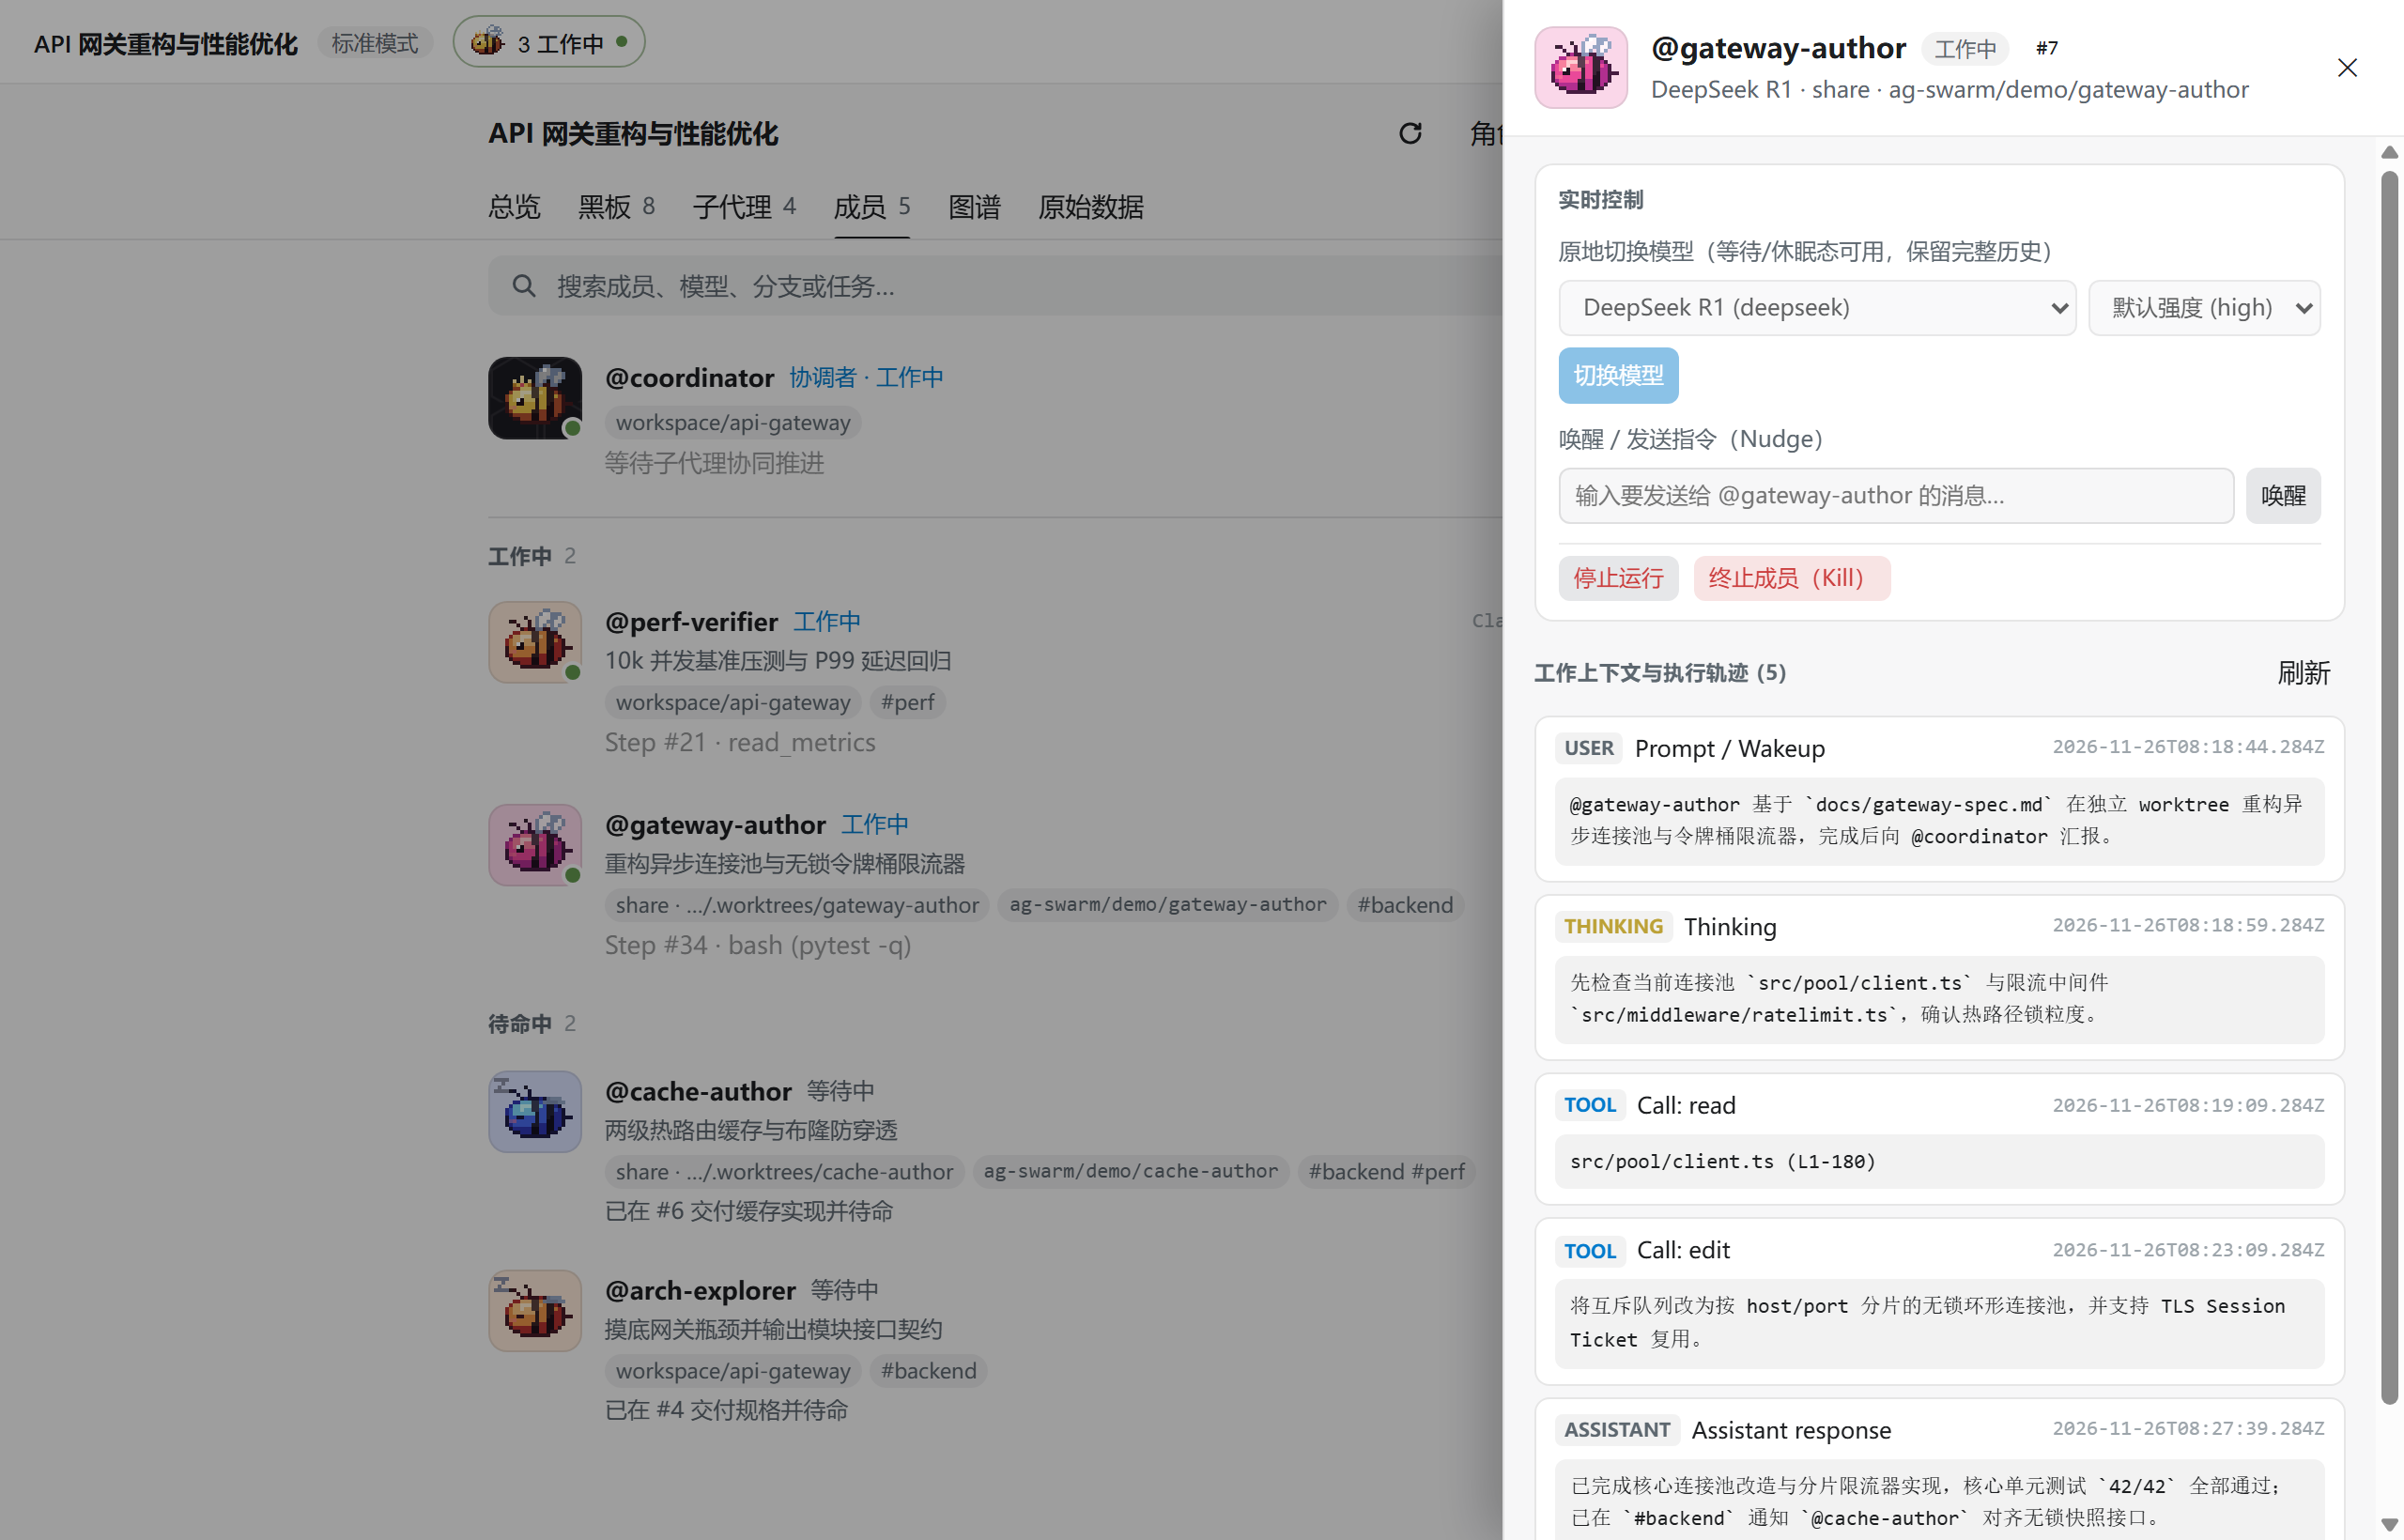 API 网关重构与性能优化 标准模式 3 工作中
API 网关重构与性能优化
总览 黑板 8 子代理 4 成员 5 图谱 原始数据
搜索成员、模型、分支或任务...
@coordinator 协调者 · 工作中
workspace/api-gateway
等待子代理协同推进
工作中 2
@perf-verifier 工作中
10k 并发基准压测与 P99 延迟回归
workspace/api-gateway #perf
Step #21 · read_metrics
@gateway-author 工作中
重构异步连接池与无锁令牌桶限流器
share · .../.worktrees/gateway-author ag-swarm/demo/gateway-author #backend
Step #34 · bash (pytest -q)
待命中 2
@cache-author 等待中
两级热路由缓存与布隆防穿透
share · .../.worktrees/cache-author ag-swarm/demo/cache-author #backend #perf
已在 #6 交付缓存实现并待命
@arch-explorer 等待中
摸底网关瓶颈并输出模块接口契约
workspace/api-gateway #backend
已在 #4 交付规格并待命
@gateway-author 工作中 #7
DeepSeek R1 · share · ag-swarm/demo/gateway-author
实时控制
原地切换模型（等待/休眠态可用，保留完整历史）
DeepSeek R1 (deepseek) 默认强度 (high)
切换模型
唤醒 / 发送指令（Nudge）
输入要发送给 @gateway-author 的消息... 唤醒
停止运行 终止成员（Kill）
工作上下文与执行轨迹 (5) 刷新
USER Prompt / Wakeup 2026-11-26T08:18:44.284Z
@gateway-author 基于 `docs/gateway-spec.md` 在独立 worktree 重构异
步连接池与令牌桶限流器，完成后向 @coordinator 汇报。
THINKING Thinking 2026-11-26T08:18:59.284Z
先检查当前连接池 `src/pool/client.ts` 与限流中间件
`src/middleware/ratelimit.ts`，确认热路径锁粒度。
TOOL Call: read 2026-11-26T08:19:09.284Z
src/pool/client.ts (L1-180)
TOOL Call: edit 2026-11-26T08:23:09.284Z
将互斥队列改为按 host/port 分片的无锁环形连接池，并支持 TLS Session
Ticket 复用。
ASSISTANT Assistant response 2026-11-26T08:27:39.284Z
已完成核心连接池改造与分片限流器实现，核心单元测试 `42/42` 全部通过；
已在 `#backend` 通知 `@cache-author` 对齐无锁快照接口。